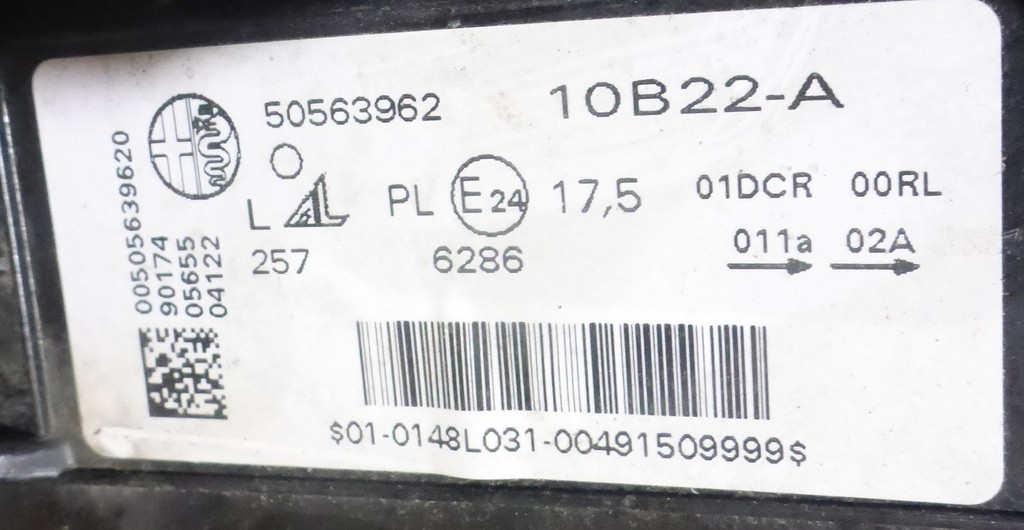 50563962
10B22-A
L AL PL E24 17,5 01DCR 00RL
257 6286 011a 02A
00505639620
90174
05655
04122
$01-0148L031-00491509999$